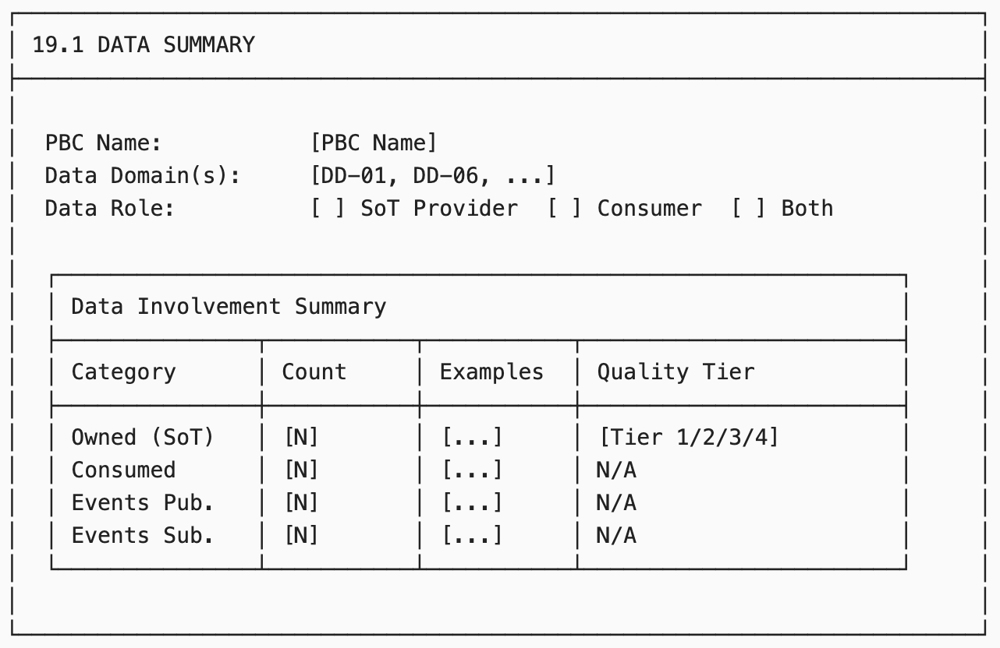 19.1 DATA SUMMARY
PBC Name: [PBC Name]
Data Domain(s): [DD-01, DD-06, ...]
Data Role: [ ] SoT Provider [ ] Consumer [ ] Both
Data Involvement Summary
Category Count Examples Quality Tier
Owned (SoT) [N] [...] [Tier 1/2/3/4]
Consumed [N] [...] N/A
Events Pub. [N] [...] N/A
Events Sub. [N] [...] N/A